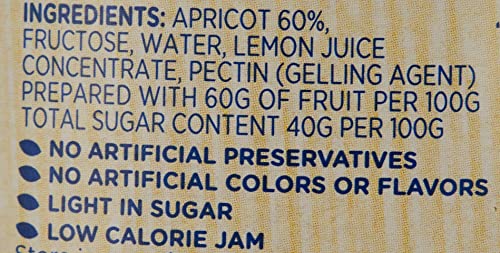 INGREDIENTS: APRICOT 60%,
FRUCTOSE, WATER, LEMON JUICE
CONCENTRATE, PECTIN (GELLING AGENT)
PREPARED WITH 60G OF FRUIT PER 100G
TOTAL SUGAR CONTENT 40G PER 100G
NO ARTIFICIAL PRESERVATIVES
NO ARTIFICIAL COLORS OR FLAVORS
LIGHT IN SUGAR
LOW CALORIE JAM